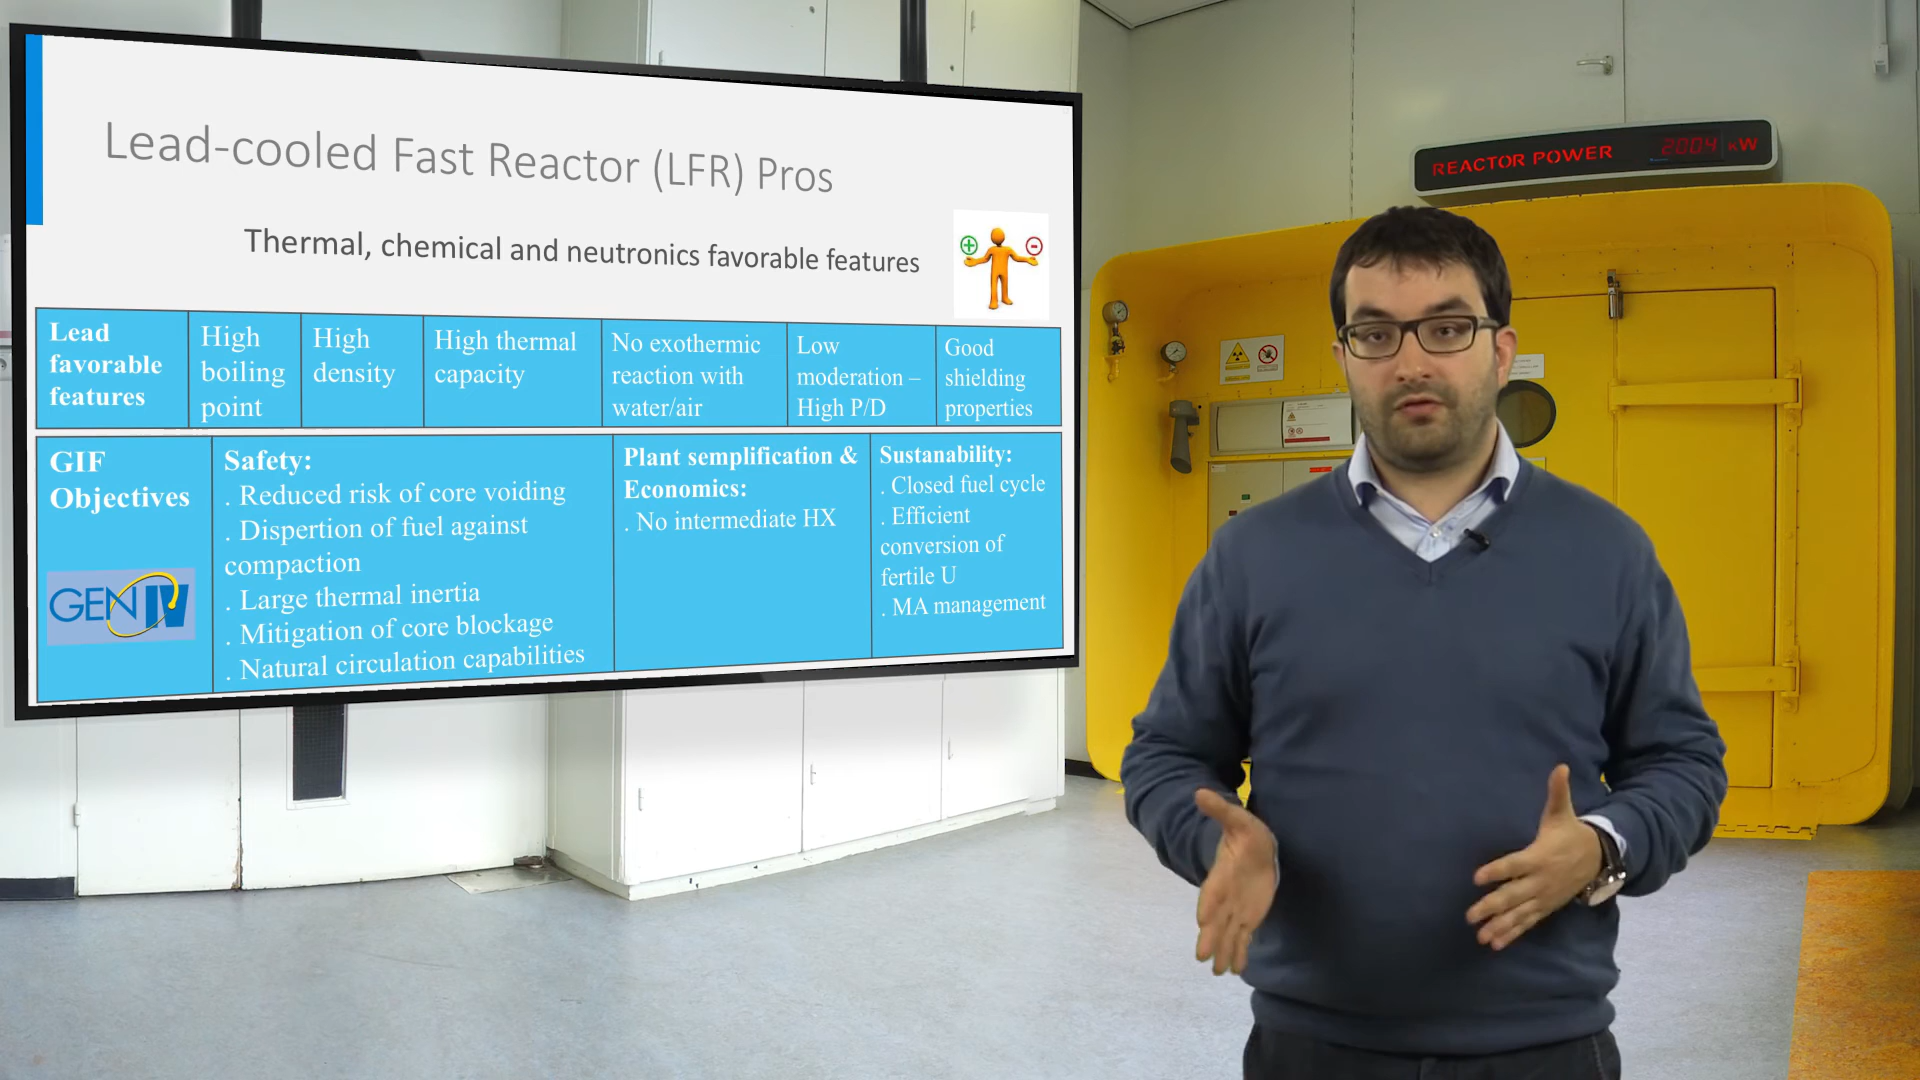 Lead-cooled Fast Reactor (LFR) Pros
Thermal, chemical and neutronics favorable features
Lead
favorable
features
High
boiling
point
High
density
High thermal
capacity
No exothermic
reaction with
water/air
Low
moderation –
High P/D
Good
shielding
properties
GIF
Objectives
GEN IV
Safety:
. Reduced risk of core voiding
. Dispertion of fuel against
compaction
. Large thermal inertia
. Mitigation of core blockage
. Natural circulation capabilities
Plant semplification &
Economics:
. No intermediate HX
Sustanability:
. Closed fuel cycle
. Efficient
conversion of
fertile U
. MA management
REACTOR POWER 2004 kW